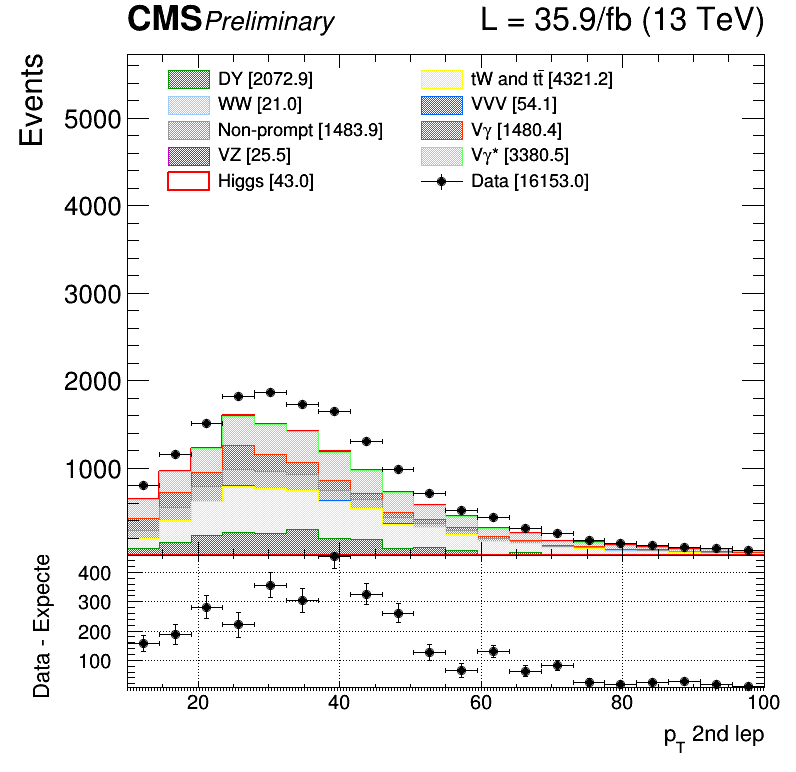 CMS Preliminary L = 35.9/fb (13 TeV)
Events
DY [2072.9]
WW [21.0]
Non-prompt [1483.9]
VZ [25.5]
Higgs [43.0]
tW and tt̄ [4321.2]
VVV [54.1]
Vγ [1480.4]
Vγ* [3380.5]
Data [16153.0]
5000
4000
3000
2000
1000
Data - Expecte
400
300
200
100
20 40 60 80 100
p_T 2nd lep